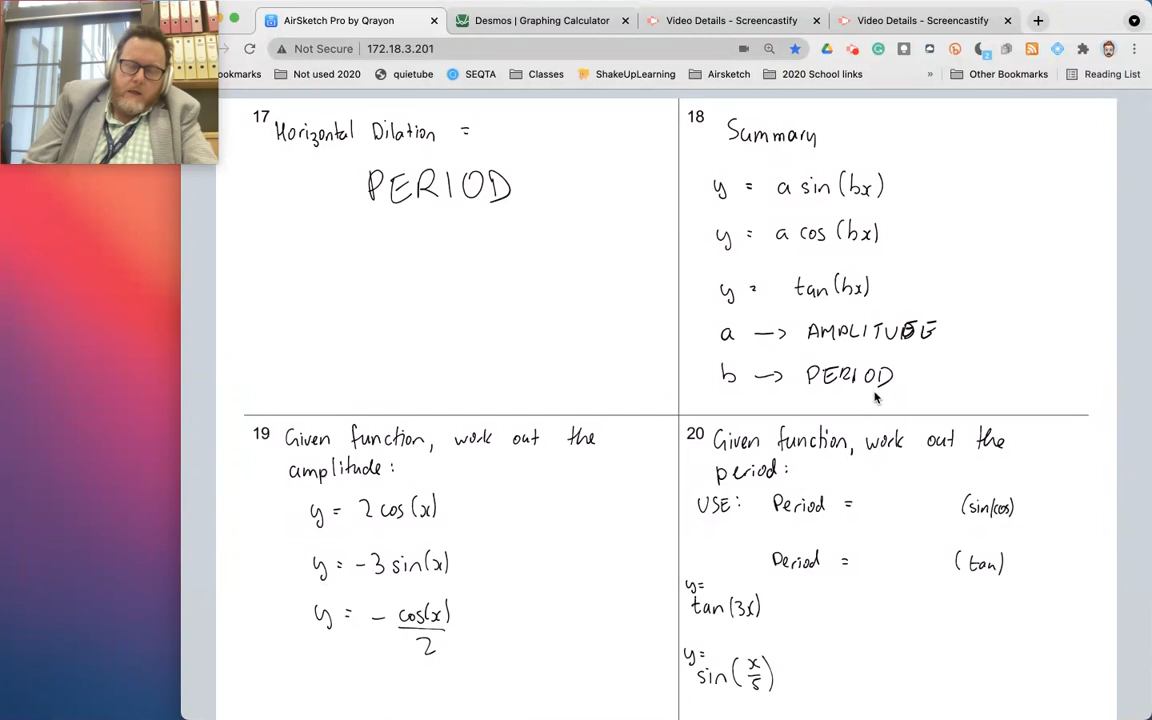 AirSketch Pro by Qrayon
Desmos | Graphing Calculator
Video Details - Screencastify
Video Details - Screencastify
Not Secure | 172.18.3.201
okmarks
Not used 2020
quietube
SEQTA
Classes
ShakeUpLearning
Airsketch
2020 School links
»
Other Bookmarks
Reading List
17
Horizontal Dilation =
PERIOD
18
Summary
y = a sin(bx)
y = a cos(bx)
y = tan(bx)
a → AMPLITUDE
b → PERIOD
19 Given function, work out the
amplitude:
y = 2 cos(x)
y = -3 sin(x)
y = - cos(x)/2
20 Given function, work out the
period:
USE: Period = (sin/cos)
Period = (tan)
y=
tan(3x)
y=
sin(x/5)